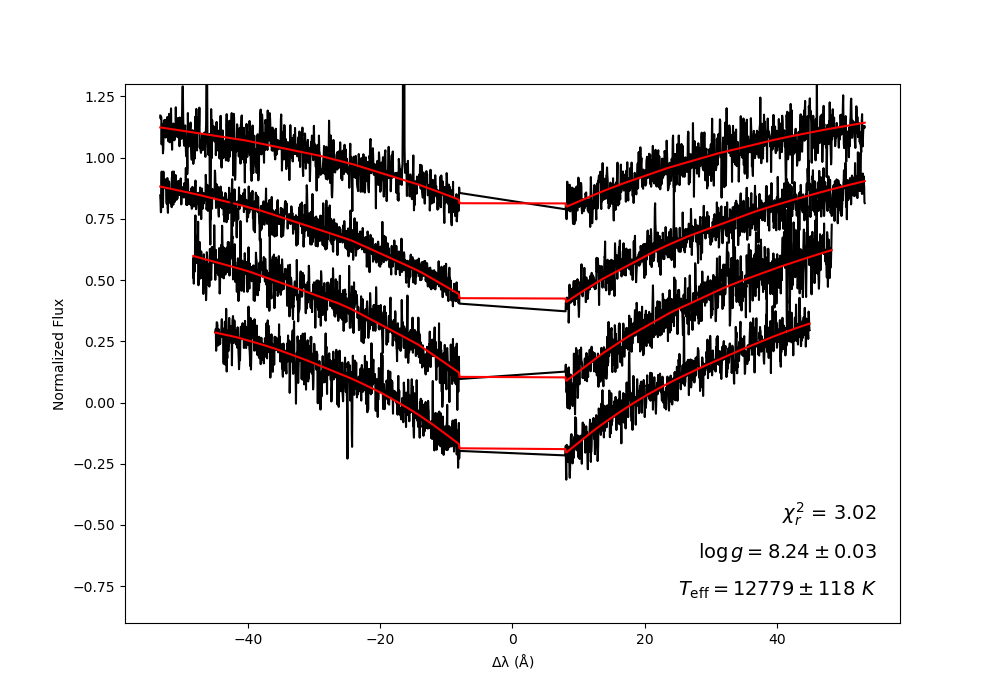 1.25
1.00
0.75
0.50
0.25
0.00
−0.25
−0.50
−0.75
Normalized Flux
χ²ᵣ = 3.02
log g = 8.24 ± 0.03
T_eff = 12779 ± 118 K
−40
−20
0
20
40
Δλ (Å)